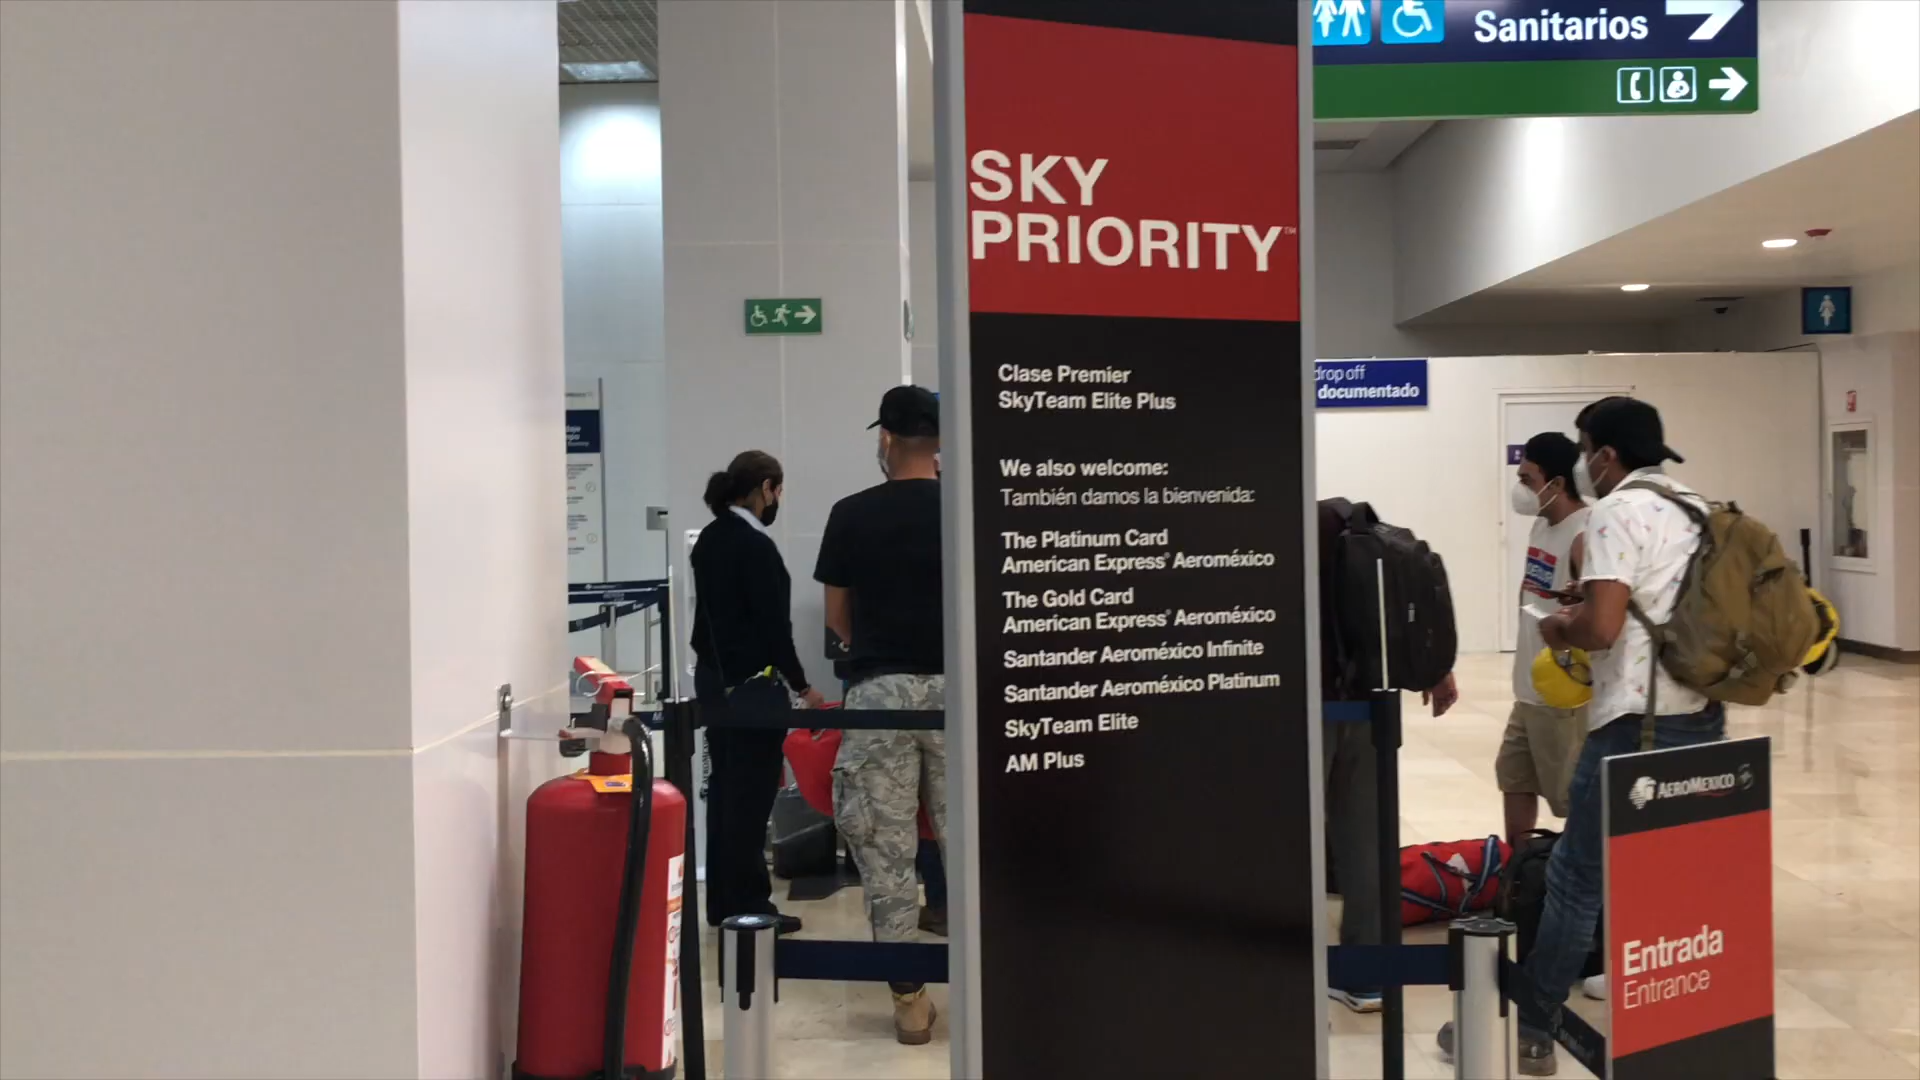 Sanitarios
SKY
PRIORITY™
Clase Premier
SkyTeam Elite Plus
We also welcome:
También damos la bienvenida:
The Platinum Card
American Express® Aeroméxico
The Gold Card
American Express® Aeroméxico
Santander Aeroméxico Infinite
Santander Aeroméxico Platinum
SkyTeam Elite
AM Plus
drop off
documentado
AEROMEXICO
Entrada
Entrance